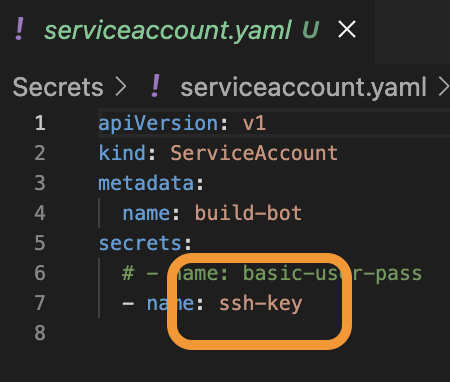 ! serviceaccount.yaml U ×
Secrets > ! serviceaccount.yaml >
1 apiVersion: v1
2 kind: ServiceAccount
3 metadata:
4 name: build-bot
5 secrets:
6 # - name: basic-user-pass
7 - name: ssh-key
8